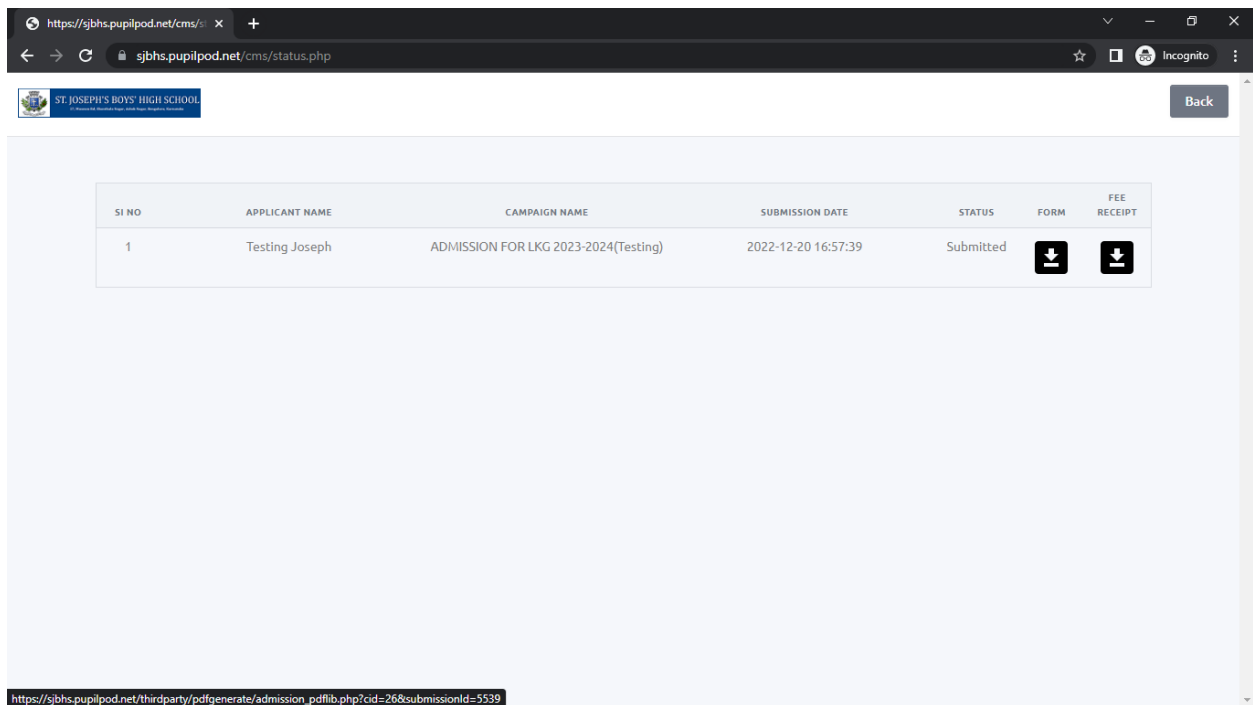 https://sjbhs.pupilpod.net/cms/s
sjbhs.pupilpod.net/cms/status.php
Incognito
ST. JOSEPH'S BOYS' HIGH SCHOOL
Back
SI NO APPLICANT NAME CAMPAIGN NAME SUBMISSION DATE STATUS FORM FEE RECEIPT
1 Testing Joseph ADMISSION FOR LKG 2023-2024(Testing) 2022-12-20 16:57:39 Submitted
https://sjbhs.pupilpod.net/thirdparty/pdfgenerate/admission_pdflib.php?cid=26&submissionId=5539